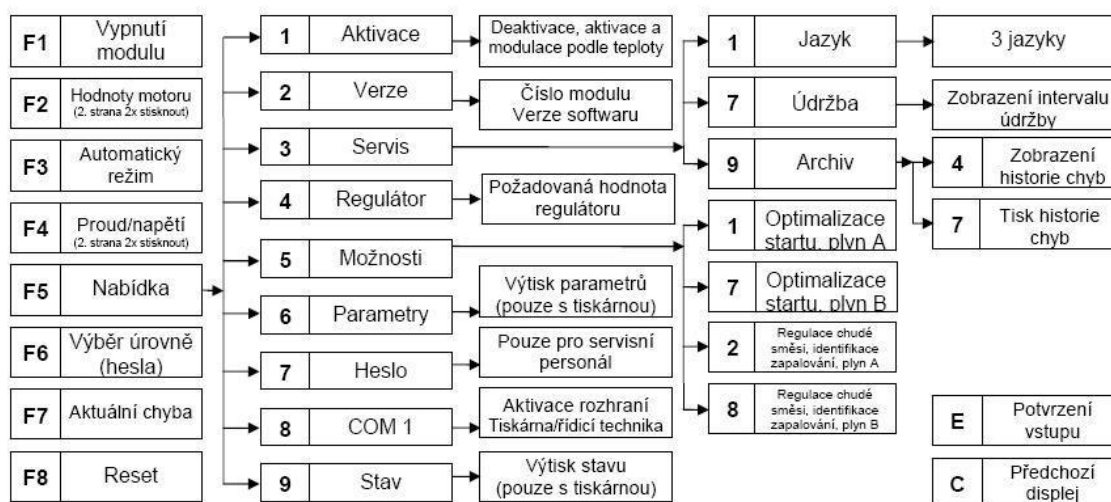 F1
Vypnutí
modulu
F2
Hodnoty motoru
(2. strana 2x stisknout)
F3
Automatický
režim
F4
Proud/napětí
(2. strana 2x stisknout)
F5
Nabídka
F6
Výběr úrovně
(hesla)
F7
Aktuální chyba
F8
Reset
1
Aktivace
Deaktivace, aktivace a
modulace podle teploty
2
Verze
Číslo modulu
Verze softwaru
3
Servis
4
Regulátor
Požadovaná hodnota
regulátoru
5
Možnosti
6
Parametry
Výtisk parametrů
(pouze s tiskárnou)
7
Heslo
Pouze pro servisní
personál
8
COM 1
Aktivace rozhraní
Tiskárna/řídicí technika
9
Stav
Výtisk stavu
(pouze s tiskárnou)
1
Jazyk
3 jazyky
7
Údržba
Zobrazení intervalu
údržby
9
Archiv
4
Zobrazení
historie chyb
7
Tisk historie
chyb
1
Optimalizace
startu, plyn A
7
Optimalizace
startu, plyn B
2
Regulace chudé
směsi, identifikace
zapalování, plyn A
8
Regulace chudé
směsi, identifikace
zapalování, plyn B
E
Potvrzení
vstupu
C
Předchozí
displej